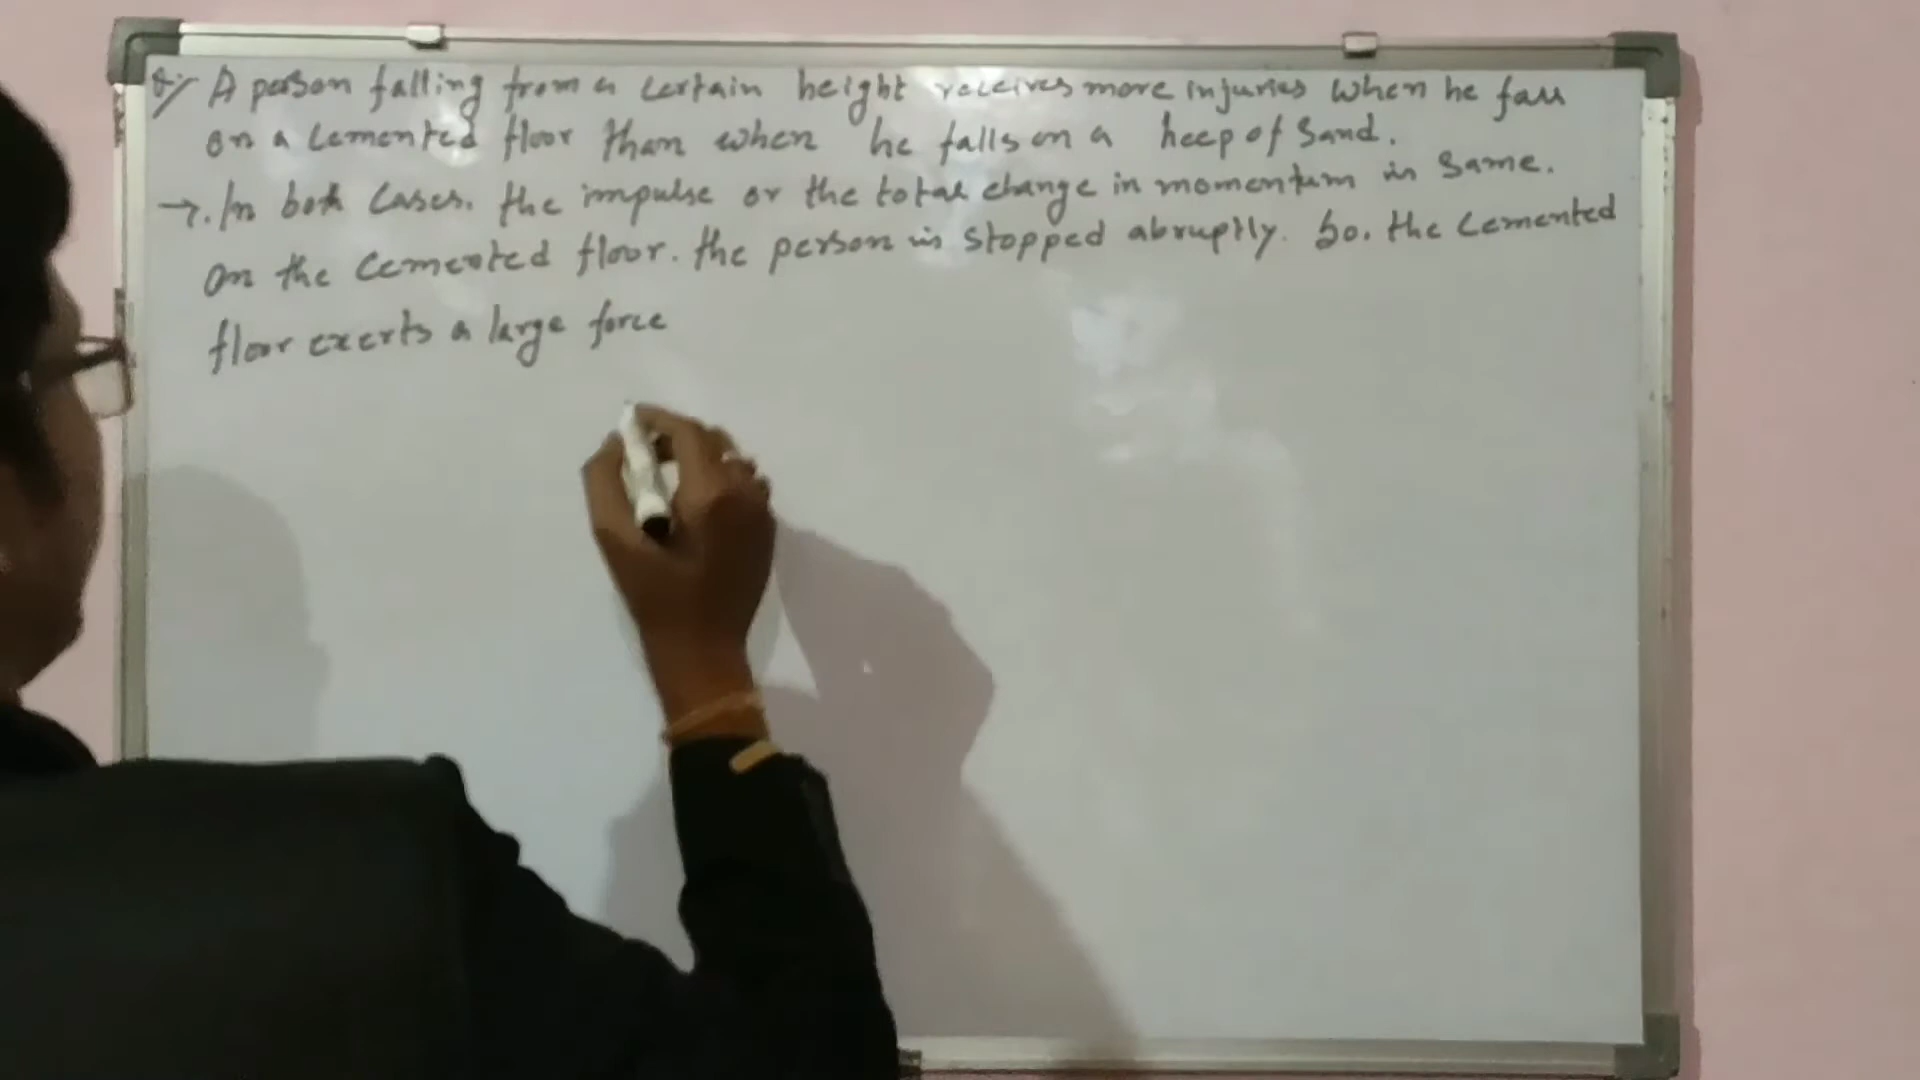 Q:/ A person falling from a certain height receives more injuries when he fall
on a cemented floor than when he falls on a heep of sand.
→. In both cases. the impulse or the total change in momentum is same.
on the cemented floor. the person is stopped abruptly. So. the cemented
floor exerts a large force